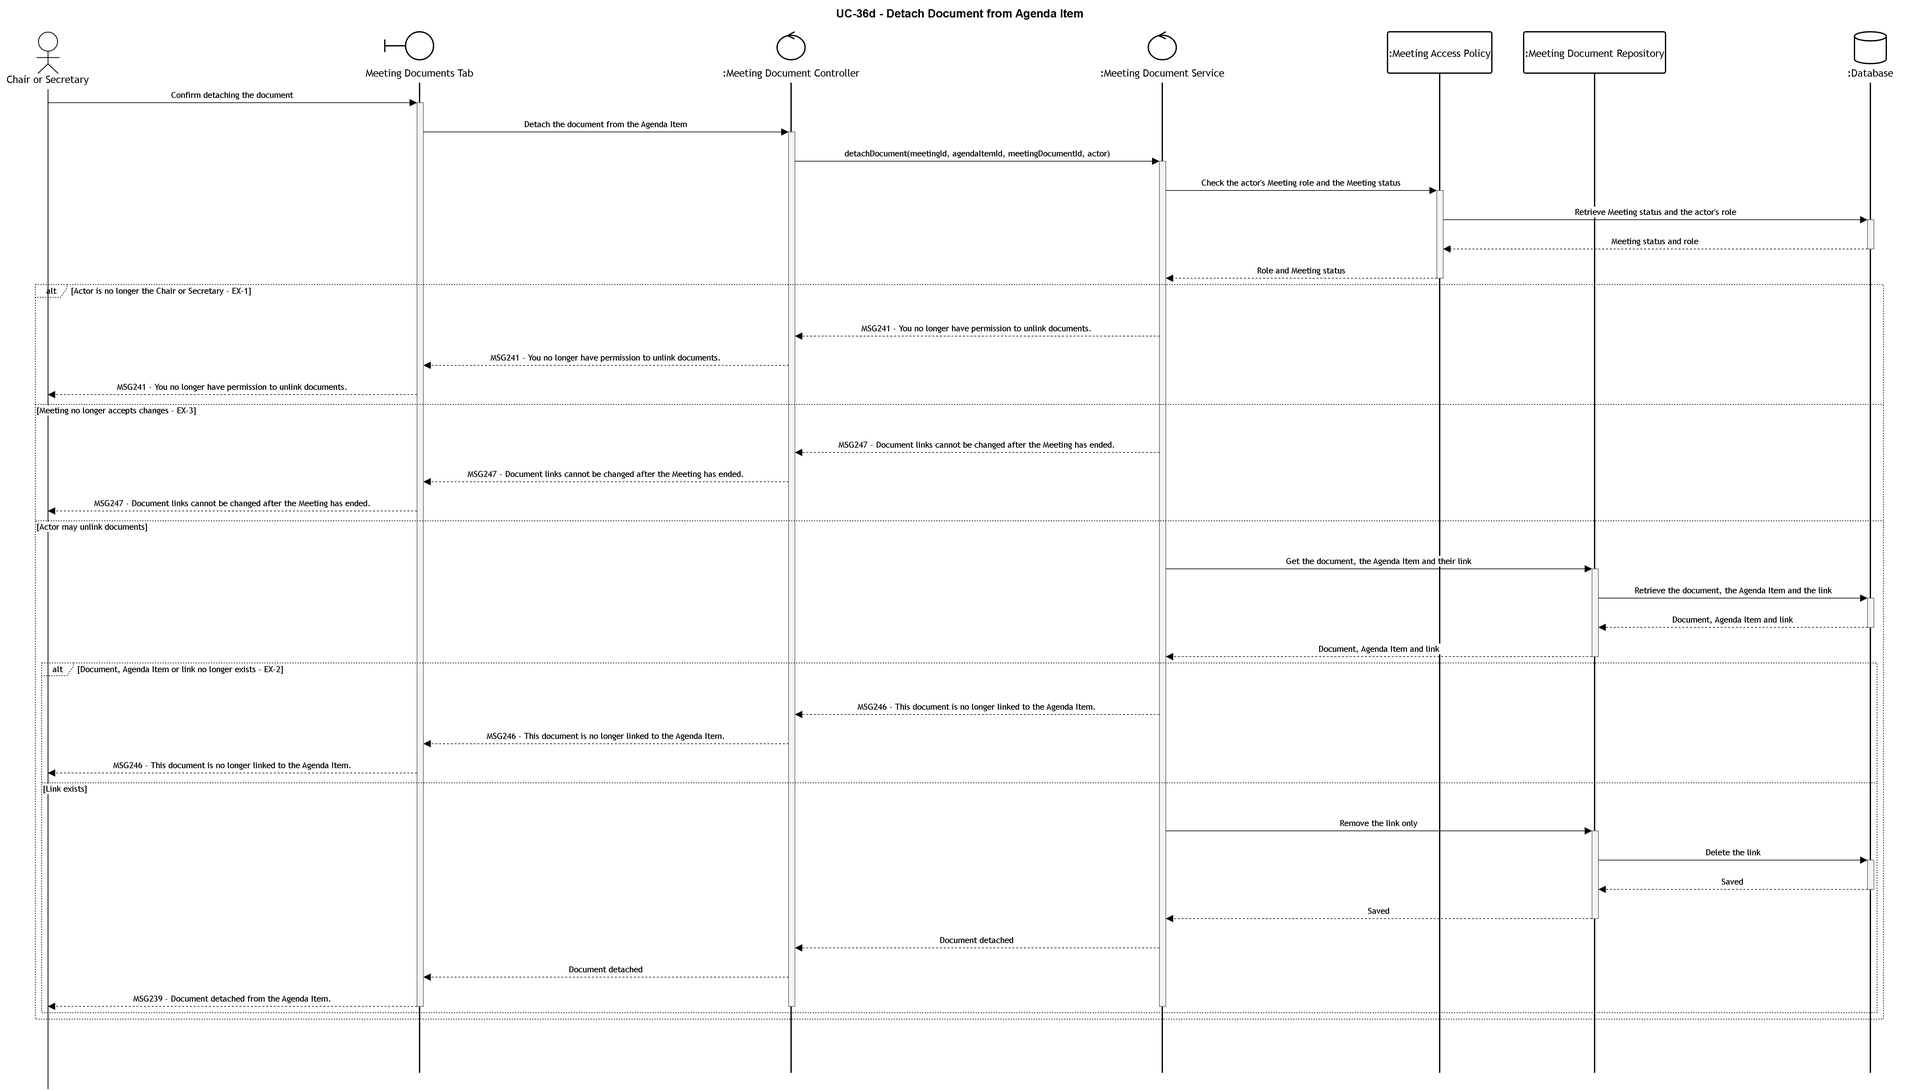 UC-36d - Detach Document from Agenda Item
Chair or Secretary
Meeting Documents Tab
:Meeting Document Controller
:Meeting Document Service
:Meeting Access Policy
:Meeting Document Repository
:Database
Confirm detaching the document
Detach the document from the Agenda Item
detachDocument(meetingId, agendaItemId, meetingDocumentId, actor)
Check the actor's Meeting role and the Meeting status
Retrieve Meeting status and the actor's role
Meeting status and role
Role and Meeting status
alt [Actor is no longer the Chair or Secretary - EX-1]
MSG241 - You no longer have permission to unlink documents.
MSG241 - You no longer have permission to unlink documents.
MSG241 - You no longer have permission to unlink documents.
[Meeting no longer accepts changes - EX-3]
MSG247 - Document links cannot be changed after the Meeting has ended.
MSG247 - Document links cannot be changed after the Meeting has ended.
MSG247 - Document links cannot be changed after the Meeting has ended.
[Actor may unlink documents]
Get the document, the Agenda Item and their link
Retrieve the document, the Agenda Item and the link
Document, Agenda Item and link
Document, Agenda Item and link
alt [Document, Agenda Item or link no longer exists - EX-2]
MSG246 - This document is no longer linked to the Agenda Item.
MSG246 - This document is no longer linked to the Agenda Item.
MSG246 - This document is no longer linked to the Agenda Item.
[Link exists]
Remove the link only
Delete the link
Saved
Saved
Document detached
Document detached
MSG239 - Document detached from the Agenda Item.